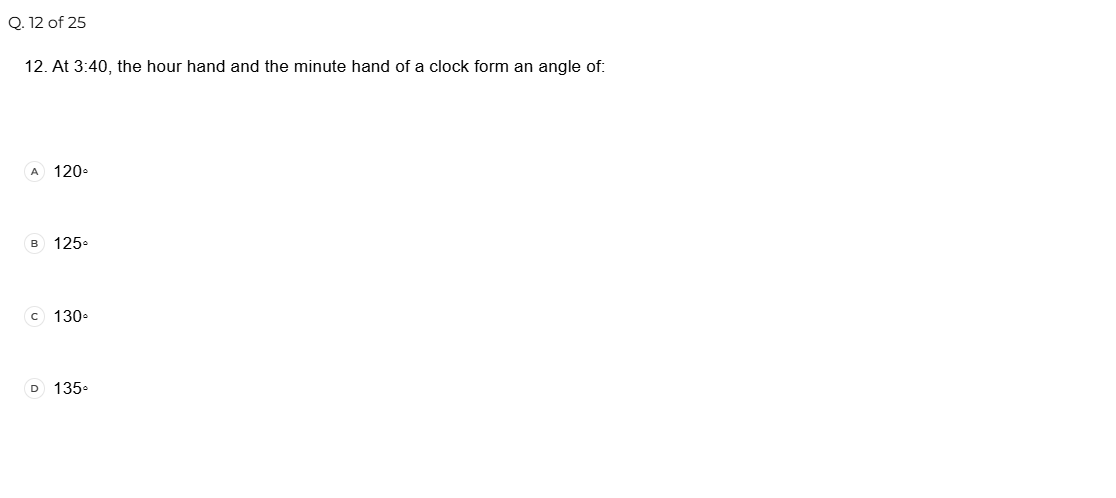 Q. 12 of 25
12. At 3:40, the hour hand and the minute hand of a clock form an angle of:
A 120∘
B 125∘
C 130∘
D 135∘